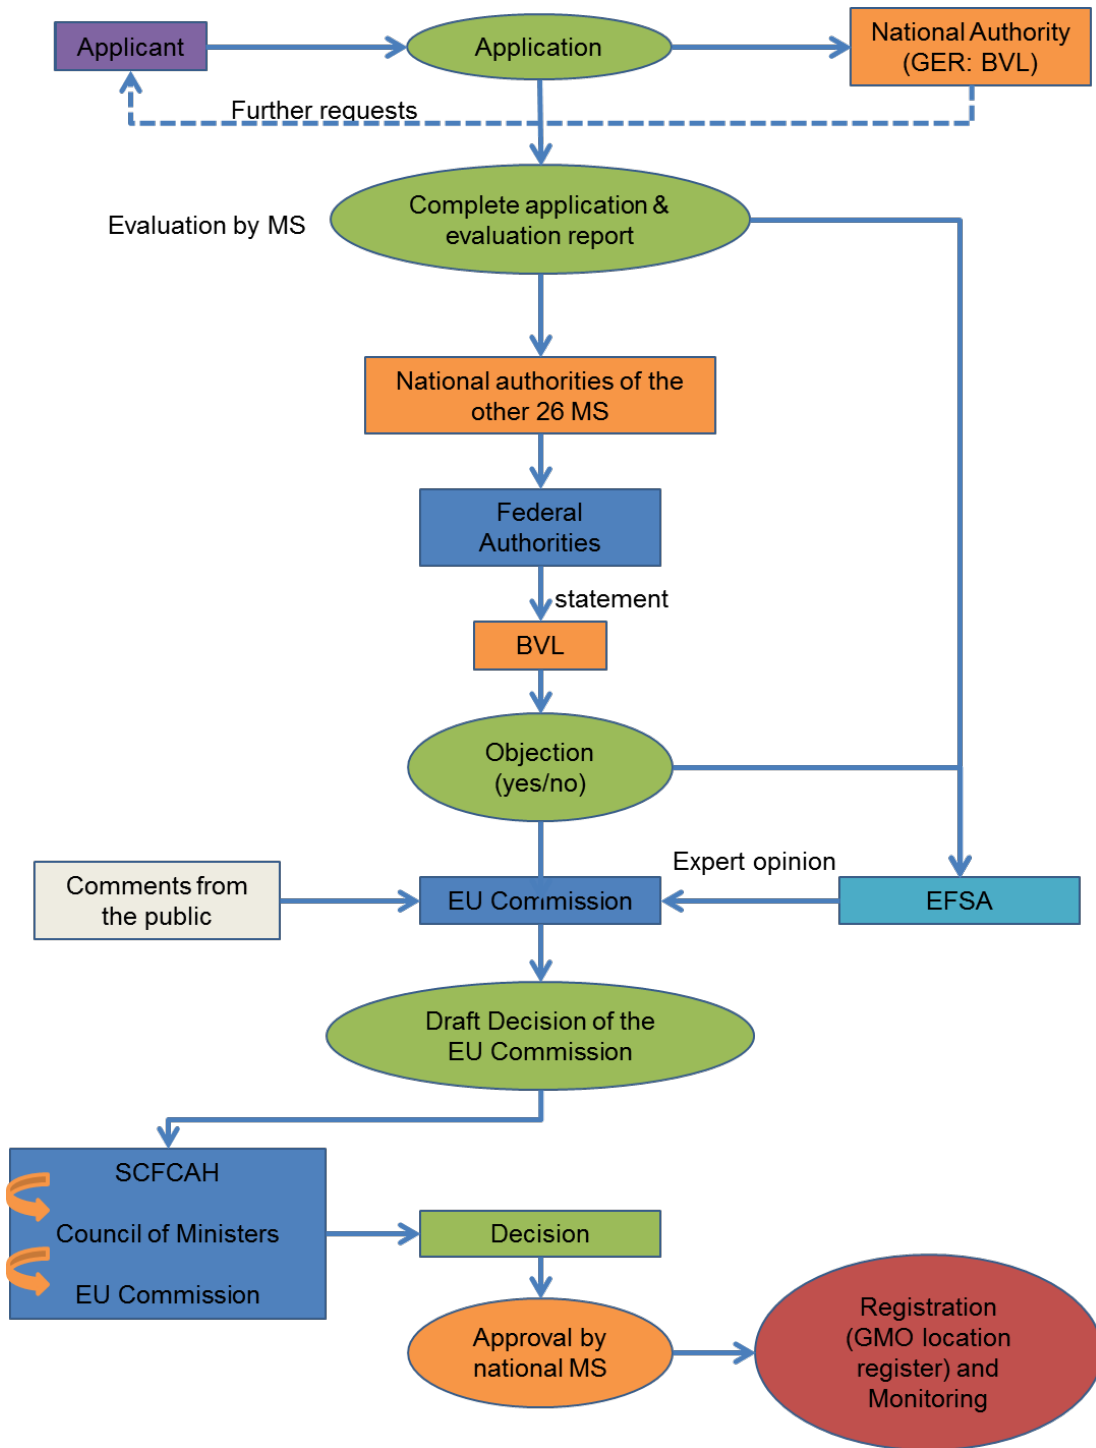 Applicant
Application
National Authority
(GER: BVL)
Further requests
Evaluation by MS
Complete application &
evaluation report
National authorities of the
other 26 MS
Federal
Authorities
statement
BVL
Objection
(yes/no)
Comments from
the public
EU Commission
Expert opinion
EFSA
Draft Decision of the
EU Commission
SCFCAH
Council of Ministers
EU Commission
Decision
Approval by
national MS
Registration
(GMO location
register) and
Monitoring